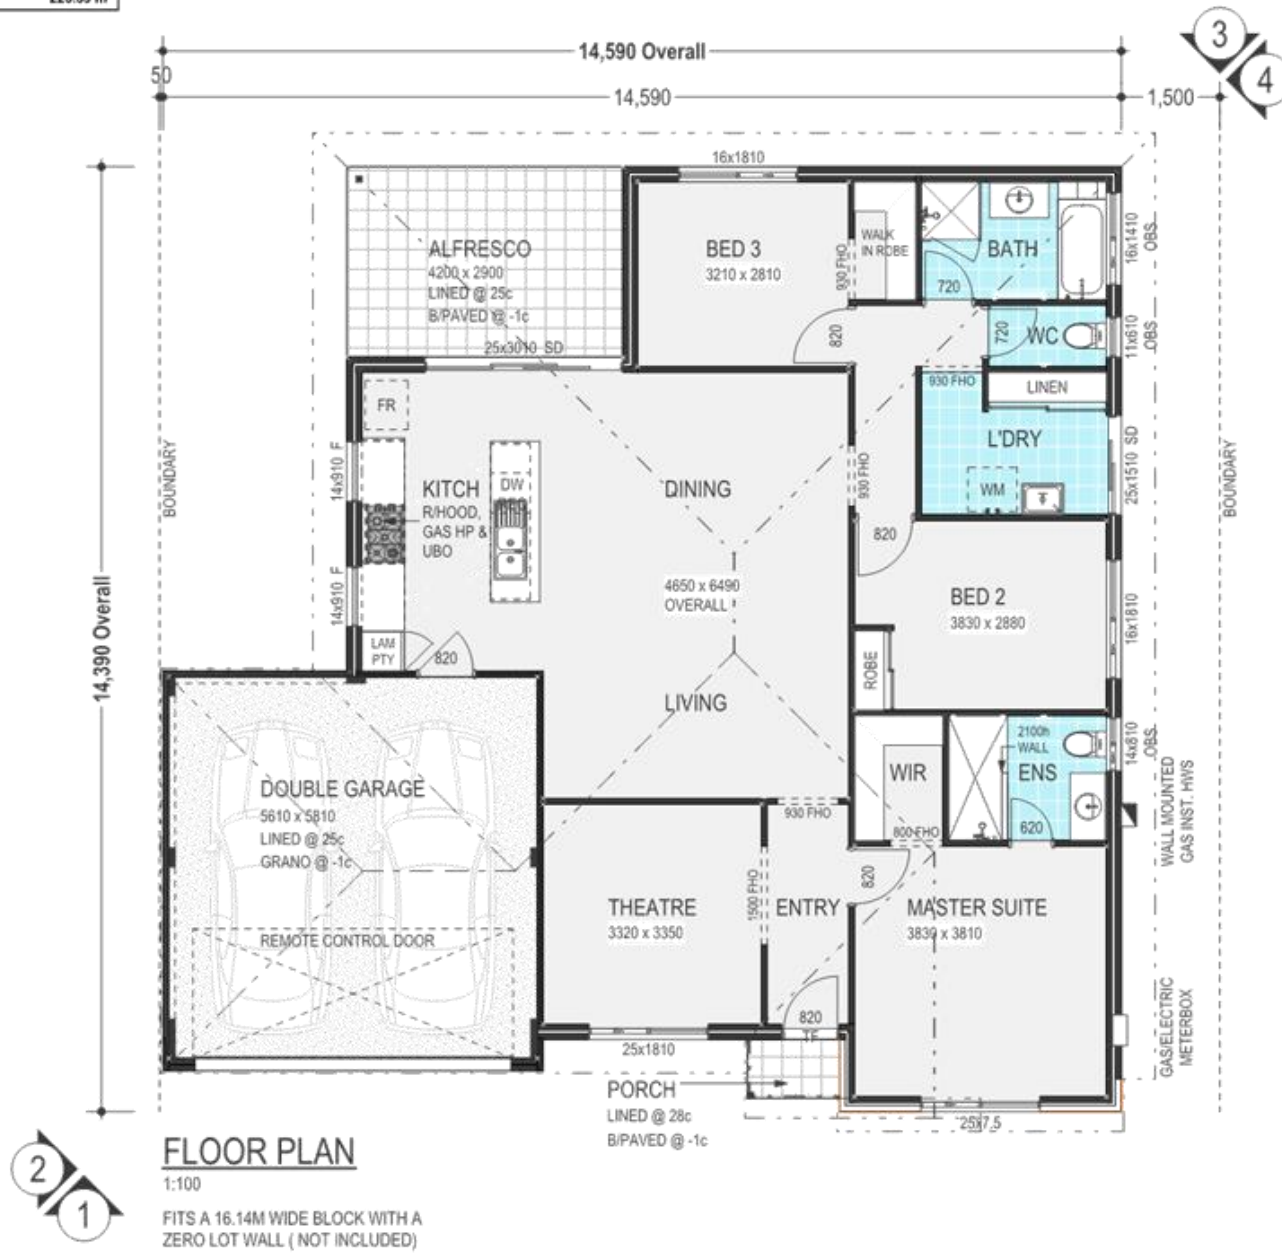 14,590 Overall
50
14,590
1,500
3
4
16x1810
ALFRESCO
4200 x 2900
LINED @ 25c
B/PAVED @ -1c
25x3010 SD
BED 3
3210 x 2810
930 FHO
WALK
IN ROBE
BATH
720
16x1410
OBS
820
720
WC
11x610
OBS
930 FHO
LINEN
L'DRY
WM
25x1510 SD
FR
BOUNDARY
14x910 F
KITCH
R/HOOD,
GAS HP &
UBO
DW
DINING
930 FHO
BOUNDARY
820
14x910 F
4650 x 6490
OVERALL
BED 2
3830 x 2880
16x1810
14,390 Overall
LAM
PTY
820
ROBE
LIVING
2100h
WALL
WIR
ENS
14x810
OBS
DOUBLE GARAGE
5610 x 5810
LINED @ 25c
GRANO @ -1c
930 FHO
800 FHO
620
WALL MOUNTED
GAS INST. HWS
820
THEATRE
3320 x 3350
1500 FHO
ENTRY
MASTER SUITE
3830 x 3810
REMOTE CONTROL DOOR
820
TF
GAS/ELECTRIC
METERBOX
25x1810
PORCH
LINED @ 28c
B/PAVED @ -1c
FLOOR PLAN
1:100
2
1
FITS A 16.14M WIDE BLOCK WITH A
ZERO LOT WALL ( NOT INCLUDED)